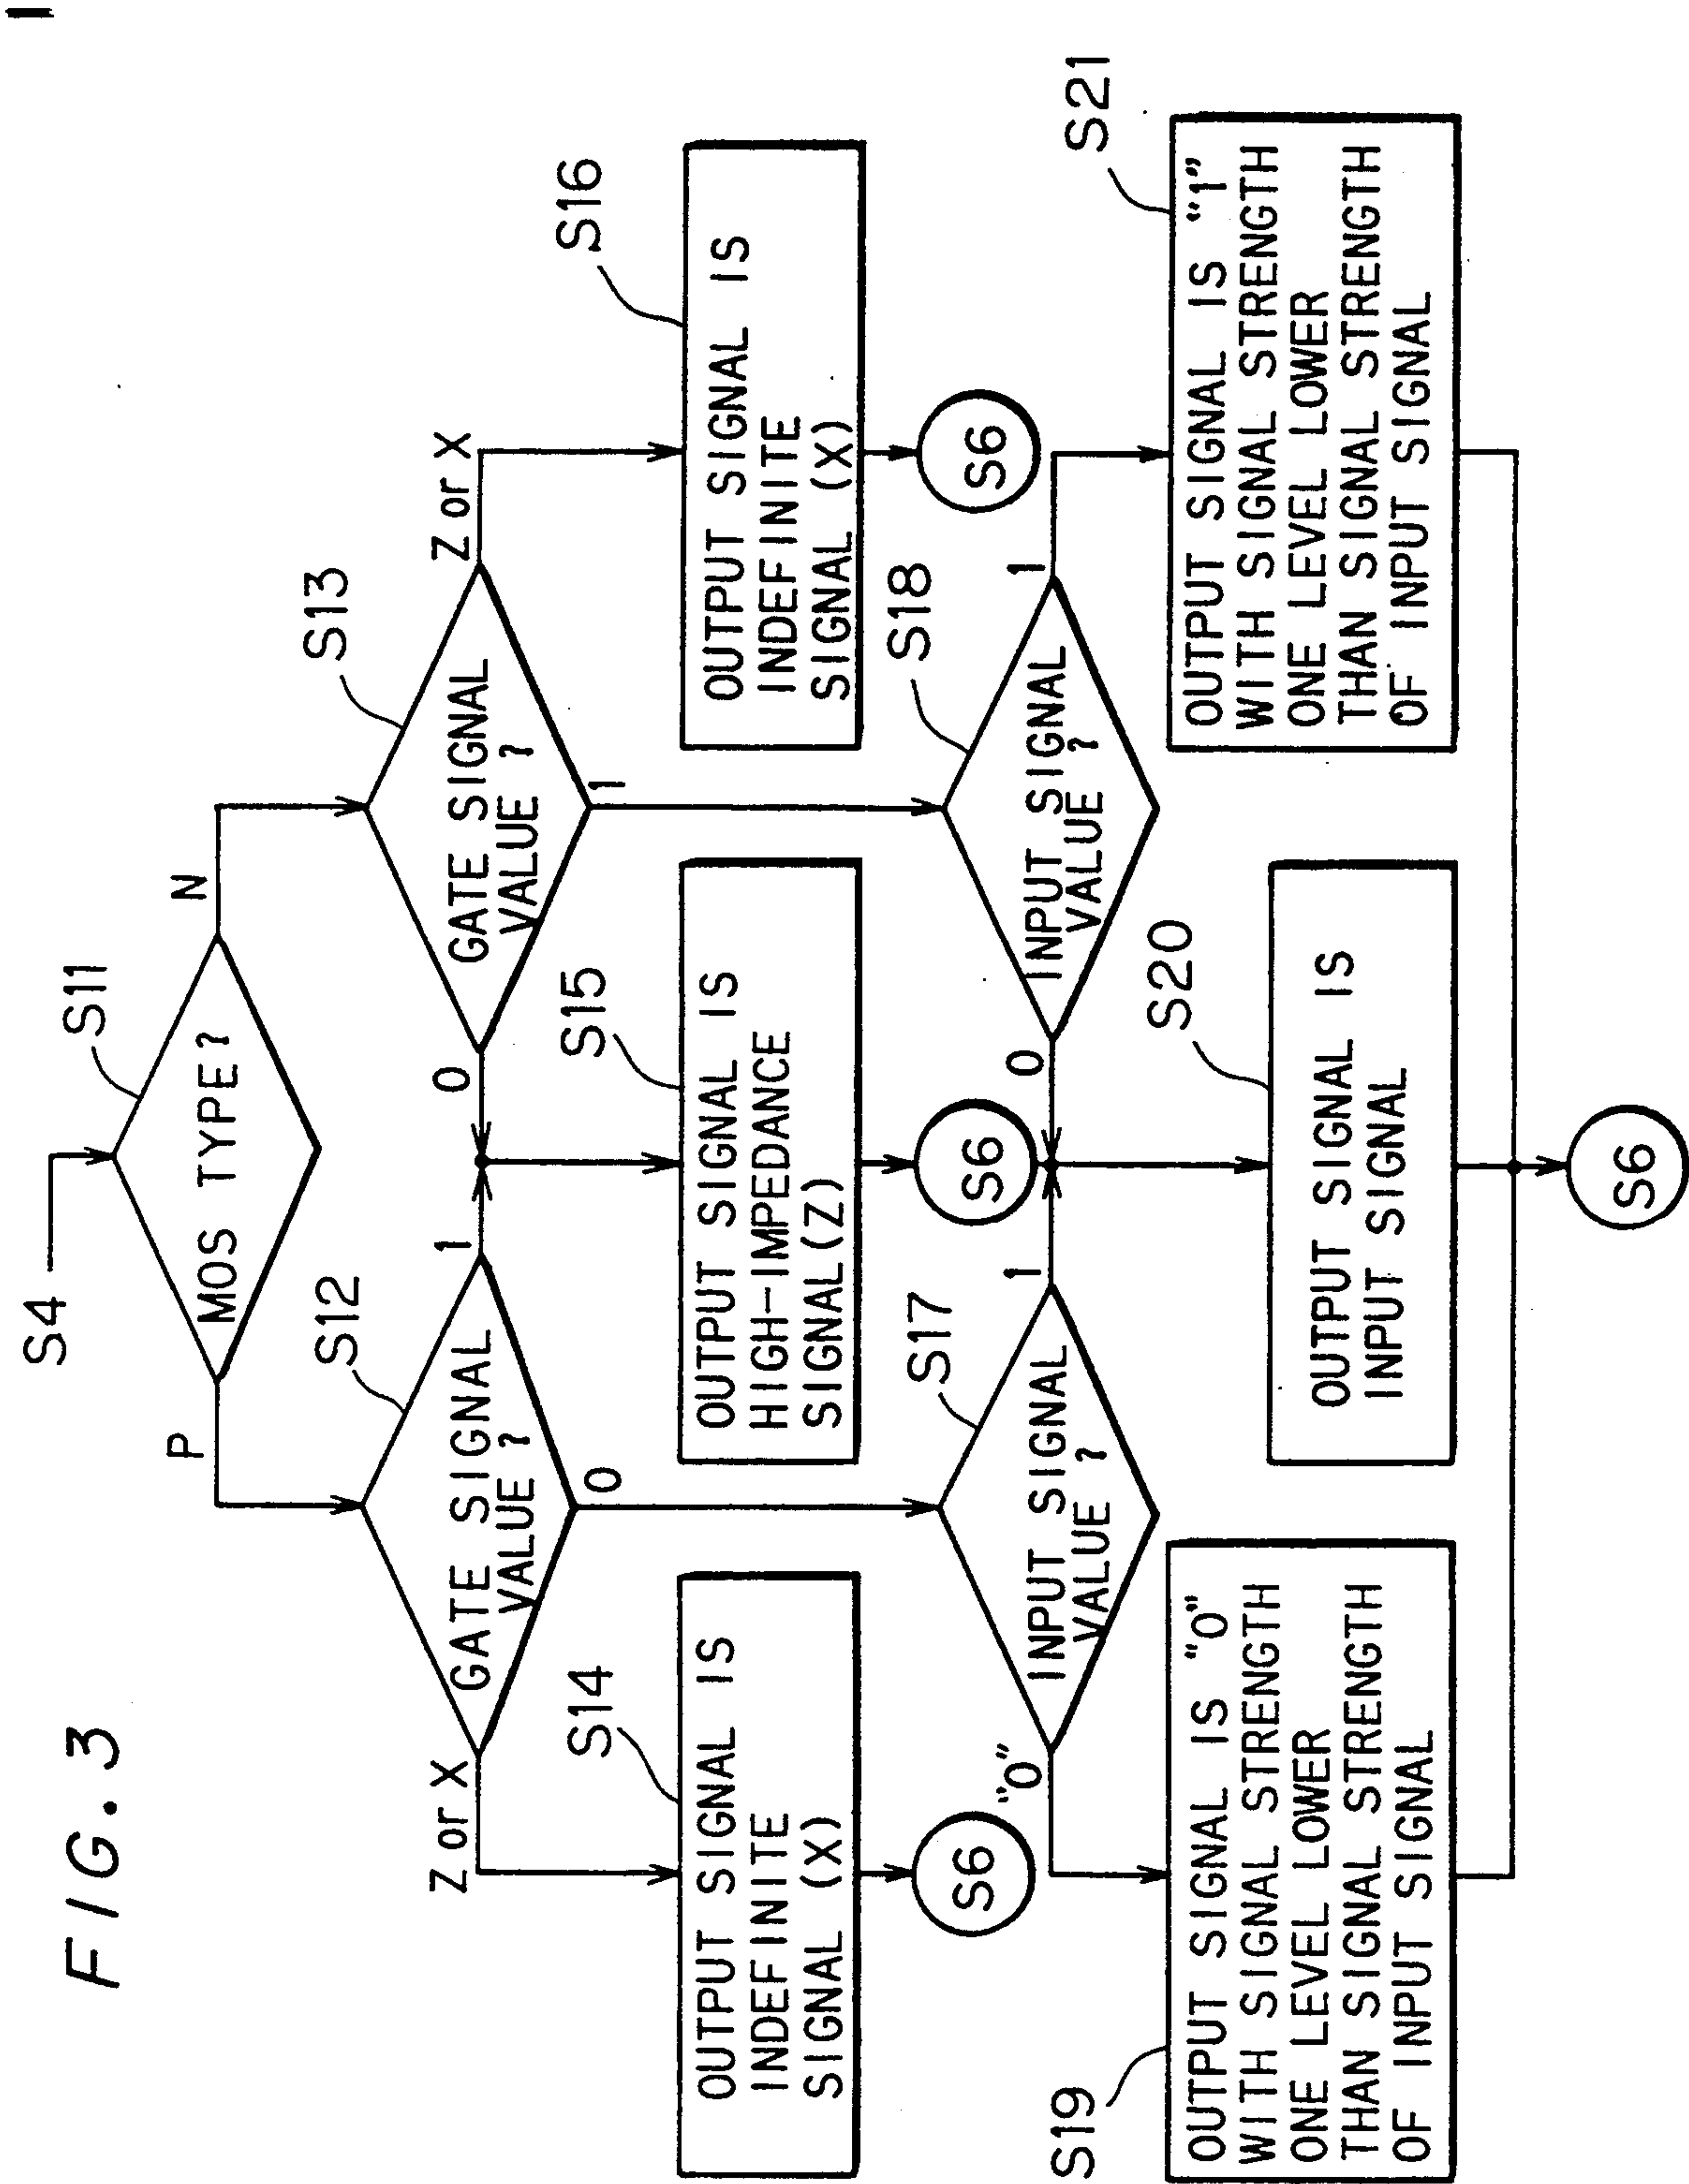 FIG. 3
S4
S11
MOS TYPE?
P
N
S12
S13
GATE SIGNAL
VALUE ?
GATE SIGNAL
VALUE ?
Z or X
1
0
Z or X
0
1
S14
S15
S16
OUTPUT SIGNAL IS
INDEFINITE
SIGNAL (X)
OUTPUT SIGNAL IS
HIGH-IMPEDANCE
SIGNAL(Z)
OUTPUT SIGNAL IS
INDEFINITE
SIGNAL (X)
S6
S6
S6
S17
S18
INPUT SIGNAL
VALUE ?
INPUT SIGNAL
VALUE ?
"0"
1
0
1
S19
S20
S21
OUTPUT SIGNAL IS "0"
WITH SIGNAL STRENGTH
ONE LEVEL LOWER
THAN SIGNAL STRENGTH
OF INPUT SIGNAL
OUTPUT SIGNAL IS
INPUT SIGNAL
OUTPUT SIGNAL IS "1"
WITH SIGNAL STRENGTH
ONE LEVEL LOWER
THAN SIGNAL STRENGTH
OF INPUT SIGNAL
S6